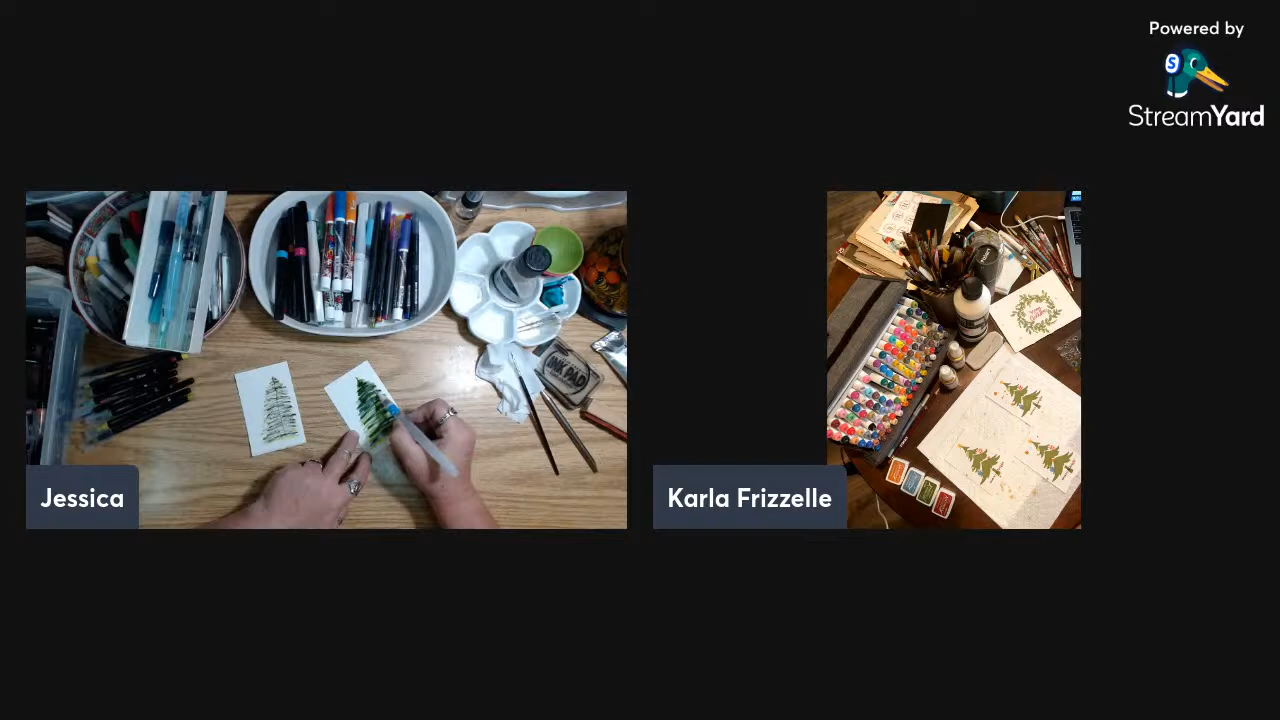 Powered by
S
StreamYard
INK PAD
Jessica
Karla Frizzelle